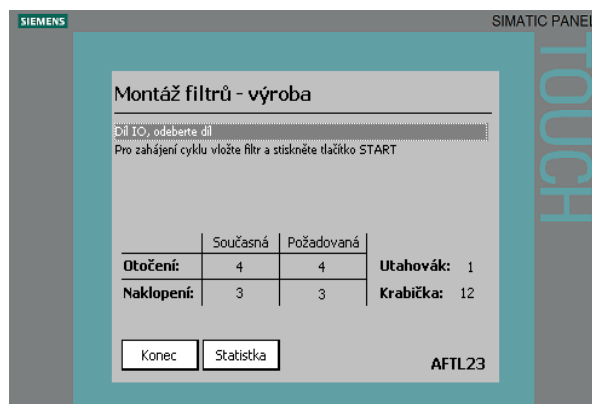 SIEMENS
SIMATIC PANEL
TOUCH
Montáž filtrů - výroba
Díl IO, odeberte díl
Pro zahájení cyklu vložte filtr a stiskněte tlačítko START
Současná Požadovaná
Otočení: 4 4 Utahovák: 1
Naklopení: 3 3 Krabička: 12
Konec Statistka AFTL23